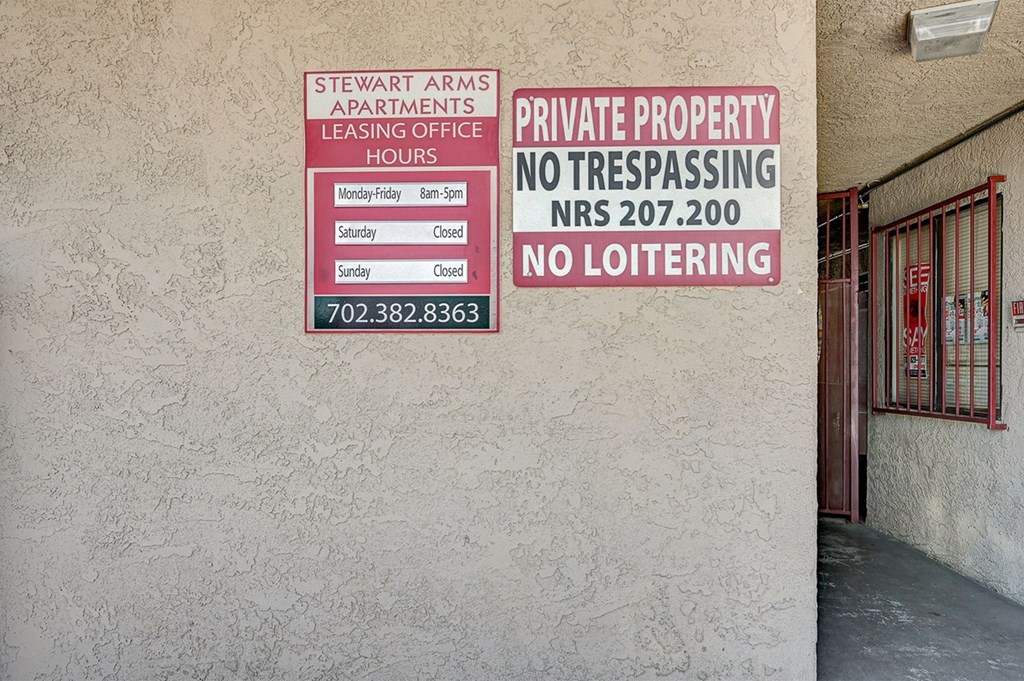 STEWART ARMS
APARTMENTS
LEASING OFFICE
HOURS
Monday-Friday 8am-5pm
Saturday Closed
Sunday Closed
702.382.8363
PRIVATE PROPERTY
NO TRESPASSING
NRS 207.200
NO LOITERING
SAY